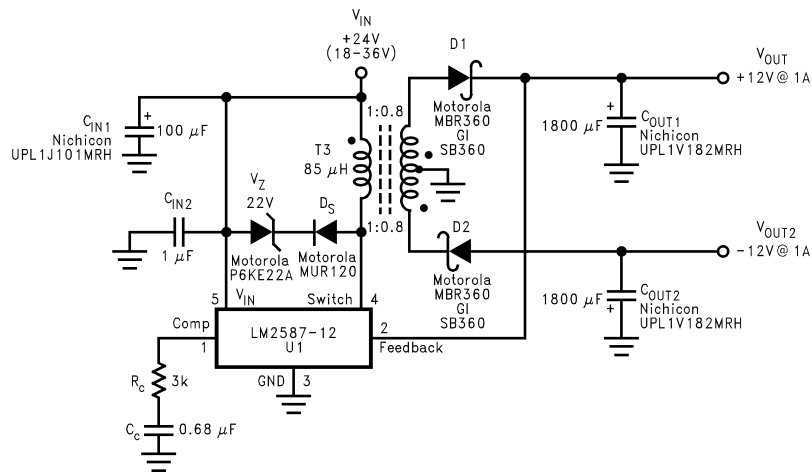 V_IN
+24V
(18-36V)
D1
V_OUT
+12V@ 1A
C_IN1
Nichicon
UPL1J101MRH
+
100 μF
1:0.8
T3
85 μH
Motorola
MBR360
GI
SB360
+
1800 μF
C_OUT1
Nichicon
UPL1V182MRH
C_IN2
1 μF
V_Z
22V
D_S
Motorola
P6KE22A
Motorola
MUR120
1:0.8
D2
V_OUT2
-12V@ 1A
Motorola
MBR360
GI
SB360
1800 μF
+
C_OUT2
Nichicon
UPL1V182MRH
5
V_IN
Switch
4
Comp
1
LM2587-12
U1
2
Feedback
GND
3
R_c
3k
C_c
0.68 μF